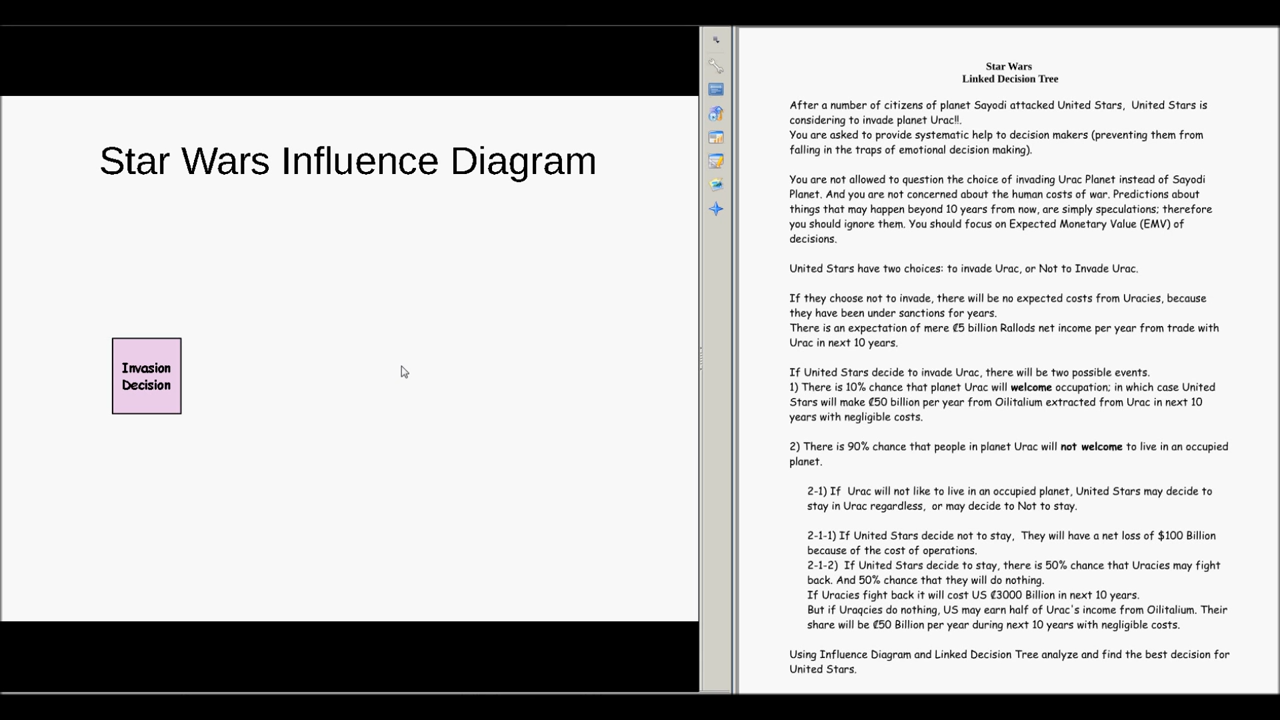 Star Wars Influence Diagram
Invasion
Decision
Star Wars
Linked Decision Tree
After a number of citizens of planet Sayodi attacked United Stars,  United Stars is
considering to invade planet Urac!!.
You are asked to provide systematic help to decision makers (preventing them from
falling in the traps of emotional decision making).
You are not allowed to question the choice of invading Urac Planet instead of Sayodi
Planet. And you are not concerned about the human costs of war. Predictions about
things that may happen beyond 10 years from now, are simply speculations; therefore
you should ignore them. You should focus on Expected Monetary Value (EMV) of
decisions.
United Stars have two choices: to invade Urac, or Not to Invade Urac.
If they choose not to invade, there will be no expected costs from Uracies, because
they have been under sanctions for years.
There is an expectation of mere ₡5 billion Rallods net income per year from trade with
Urac in next 10 years.
If United Stars decide to invade Urac, there will be two possible events.
1) There is 10% chance that planet Urac will welcome occupation; in which case United
Stars will make ₡50 billion per year from Oilitalium extracted from Urac in next 10
years with negligible costs.
2) There is 90% chance that people in planet Urac will not welcome to live in an occupied
planet.
2-1) If  Urac will not like to live in an occupied planet, United Stars may decide to
stay in Urac regardless,  or may decide to Not to stay.
2-1-1) If United Stars decide not to stay,  They will have a net loss of $100 Billion
because of the cost of operations.
2-1-2)  If United Stars decide to stay, there is 50% chance that Uracies may fight
back. And 50% chance that they will do nothing.
If Uracies fight back it will cost US ₡3000 Billion in next 10 years.
But if Uraqcies do nothing, US may earn half of Urac's income from Oilitalium. Their
share will be ₡50 Billion per year during next 10 years with negligible costs.
Using Influence Diagram and Linked Decision Tree analyze and find the best decision for
United Stars.